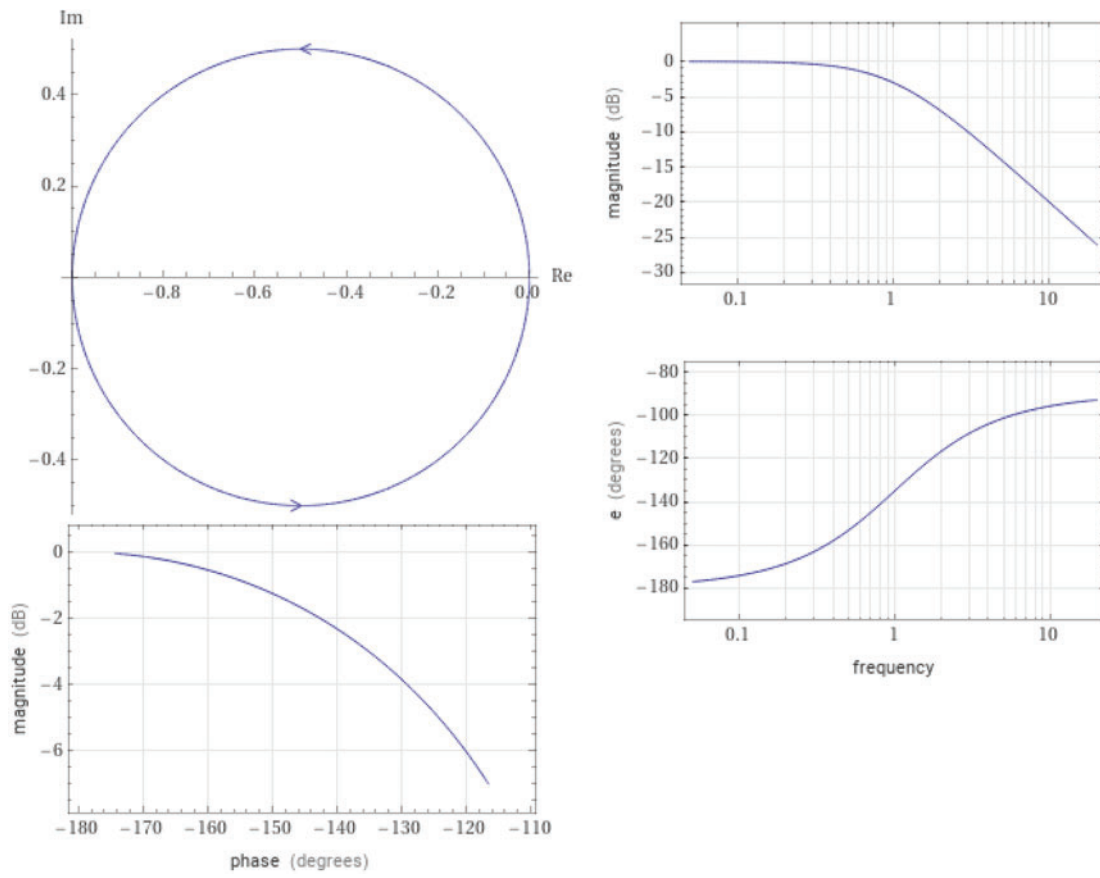 Im
0.4
0.2
−0.8 −0.6 −0.4 −0.2 0.0 Re
−0.2
−0.4
magnitude (dB)
0
−2
−4
−6
−180 −170 −160 −150 −140 −130 −120 −110
phase (degrees)
magnitude (dB)
0
−5
−10
−15
−20
−25
−30
0.1 1 10
e (degrees)
−80
−100
−120
−140
−160
−180
0.1 1 10
frequency